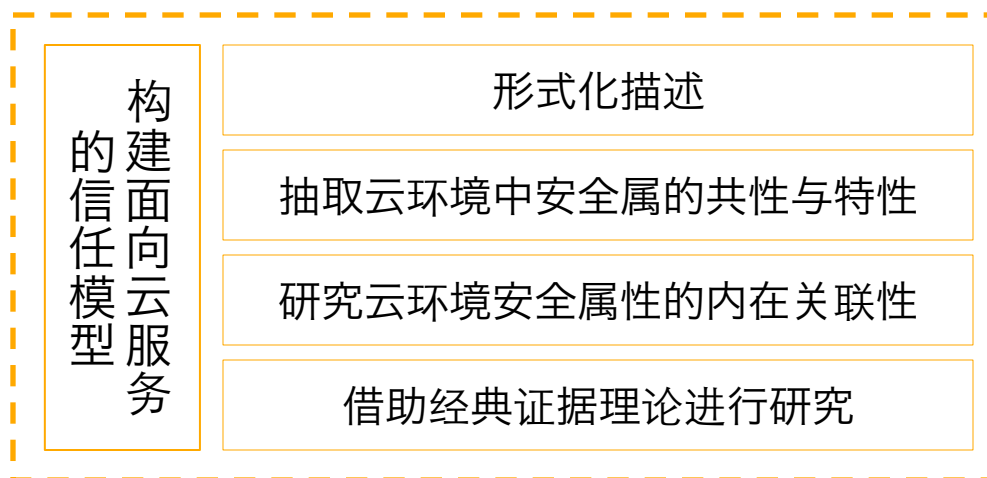 构建面向云服务
的信任模型
形式化描述
抽取云环境中安全属的共性与特性
研究云环境安全属性的内在关联性
借助经典证据理论进行研究